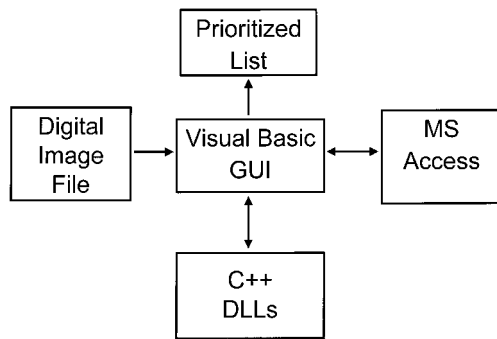 Prioritized
List
Digital
Image
File
Visual Basic
GUI
MS
Access
C++
DLLs